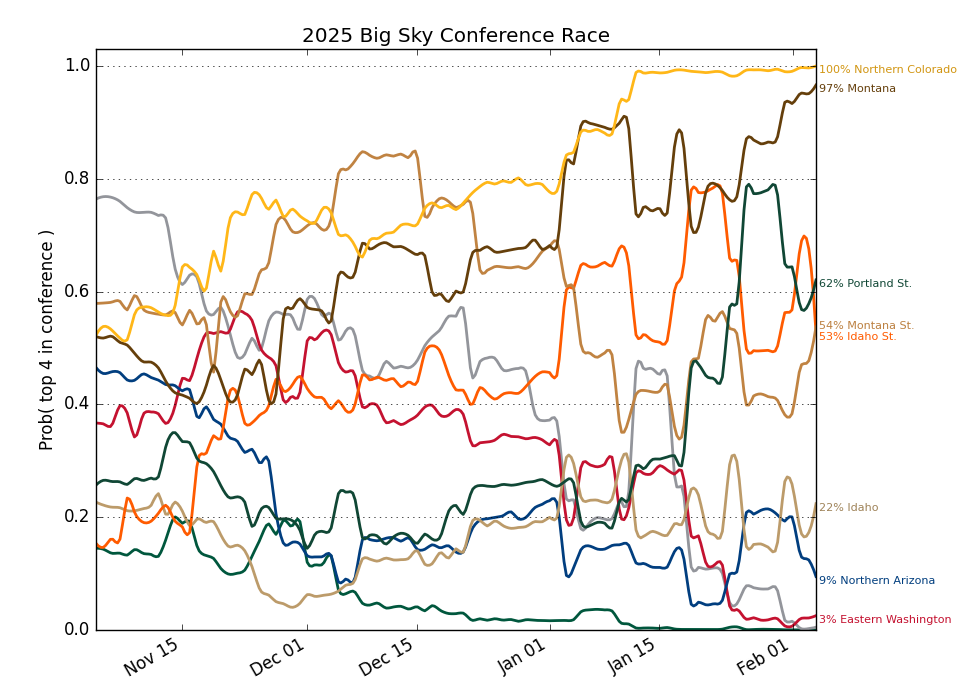 2025 Big Sky Conference Race
Prob( top 4 in conference )
1.0
0.8
0.6
0.4
0.2
0.0
Nov 15
Dec 01
Dec 15
Jan 01
Jan 15
Feb 01
100% Northern Colorado
97% Montana
62% Portland St.
54% Montana St.
53% Idaho St.
22% Idaho
9% Northern Arizona
3% Eastern Washington